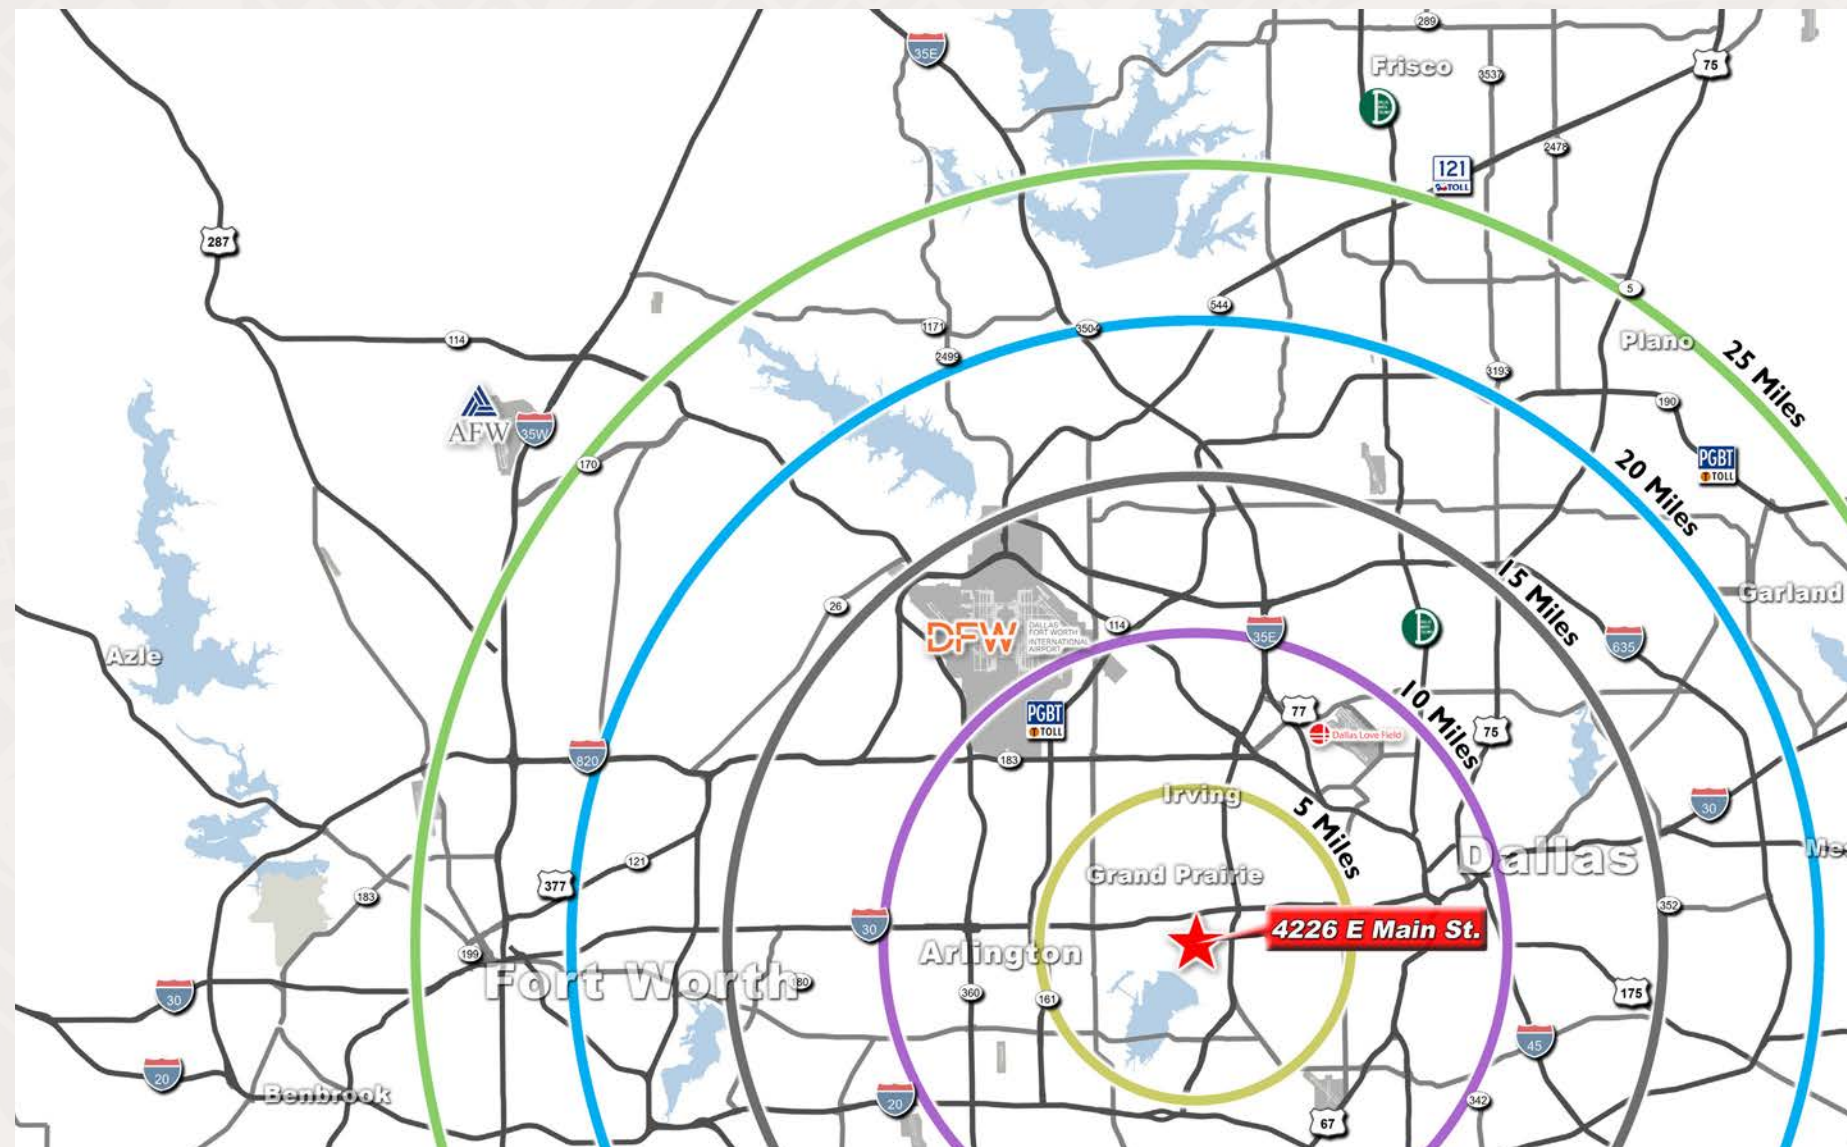 289
35E
Frisco
75
3537
2478
121
TOLL
287
5
544
1171
3504
114
Plano
2499
25 Miles
3193
190
AFW
35W
170
20 Miles
PGBT
TOLL
15 Miles
Garland
26
114
35E
DFW
DALLAS
FORT WORTH
INTERNATIONAL
AIRPORT
635
Azle
10 Miles
77
PGBT
TOLL
Dallas Love Field
75
820
183
Irving
5 Miles
30
Dallas
Me
121
Grand Prairie
377
183
352
30
4226 E Main St.
199
Arlington
Fort Worth
80
360
161
175
30
45
20
Benbrook
20
342
67